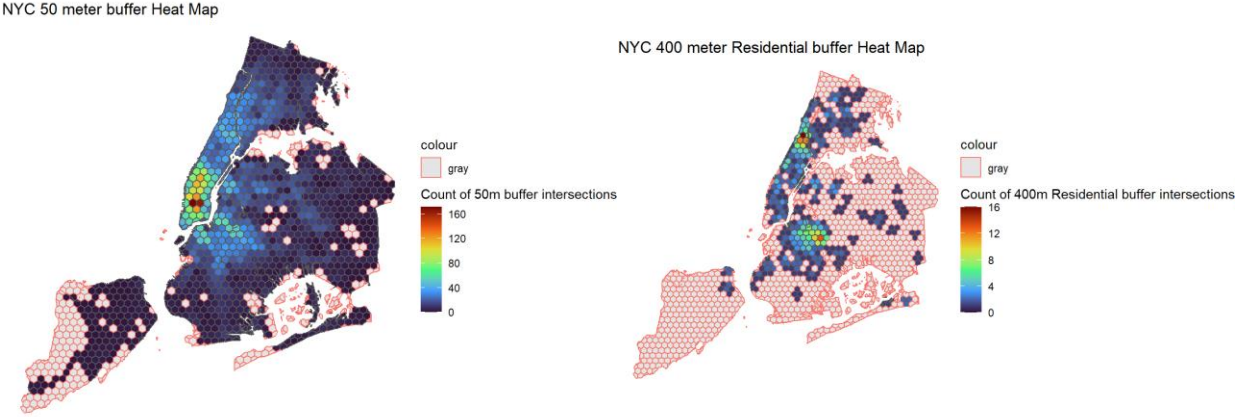 NYC 50 meter buffer Heat Map
colour
gray
Count of 50m buffer intersections
160
120
80
40
0
NYC 400 meter Residential buffer Heat Map
colour
gray
Count of 400m Residential buffer intersections
16
12
8
4
0